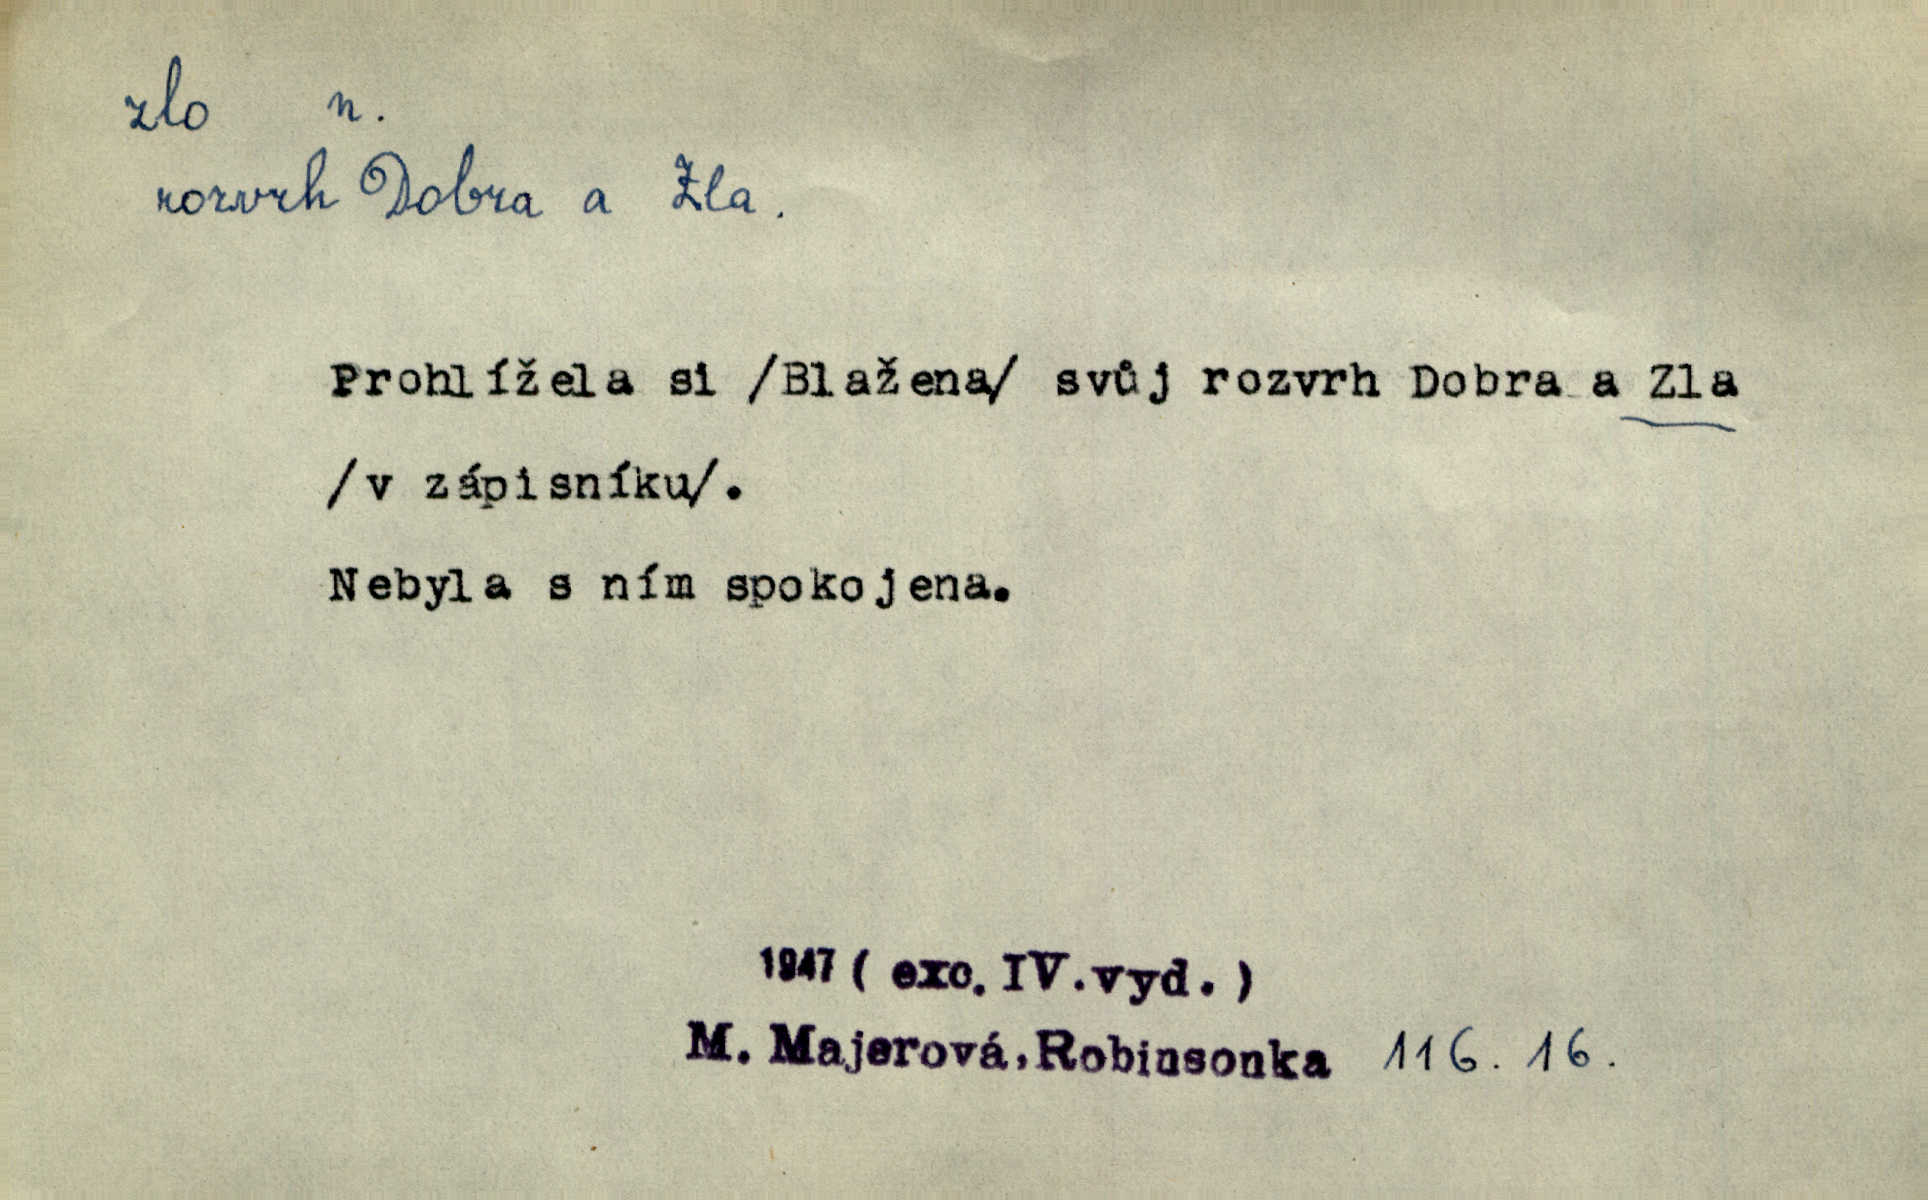 zlo n.
rozvrh Dobra a Zla.
Prohlížela si /Blažena/ svůj rozvrh Dobra a Zla
/v zápisníku/.
Nebyla s ním spokojena.
1947 ( exc. IV.vyd. )
M. Majerová, Robinsonka 116. 16.